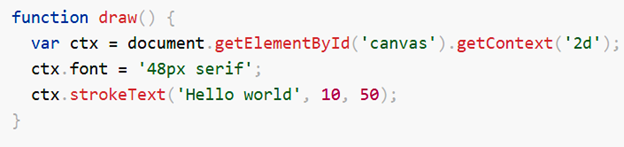 function draw() {
  var ctx = document.getElementById('canvas').getContext('2d');
  ctx.font = '48px serif';
  ctx.strokeText('Hello world', 10, 50);
}